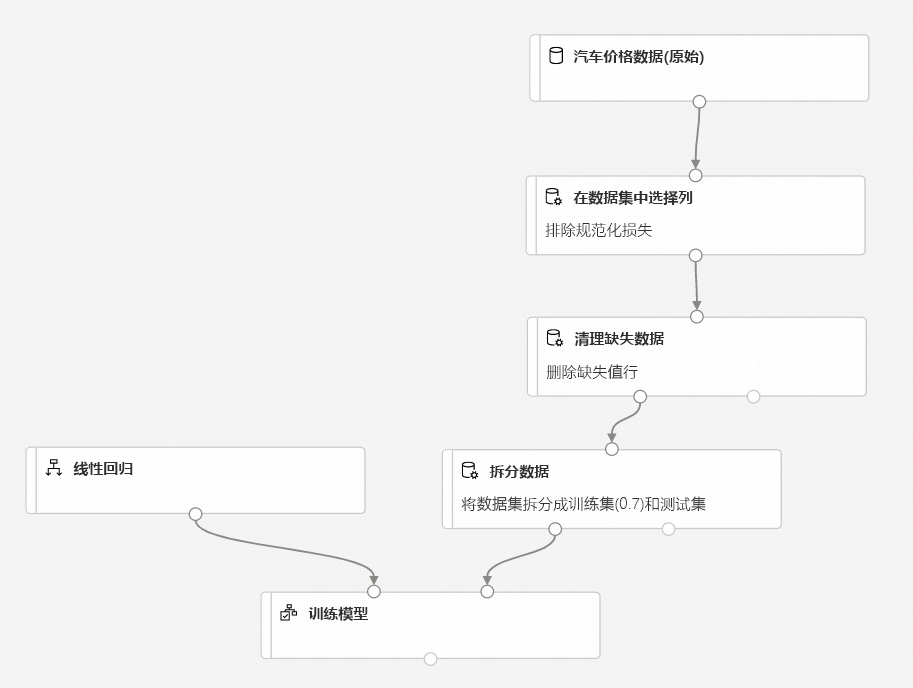 汽车价格数据(原始)
在数据集中选择列
排除规范化损失
清理缺失数据
删除缺失值行
线性回归
拆分数据
将数据集拆分成训练集(0.7)和测试集
训练模型